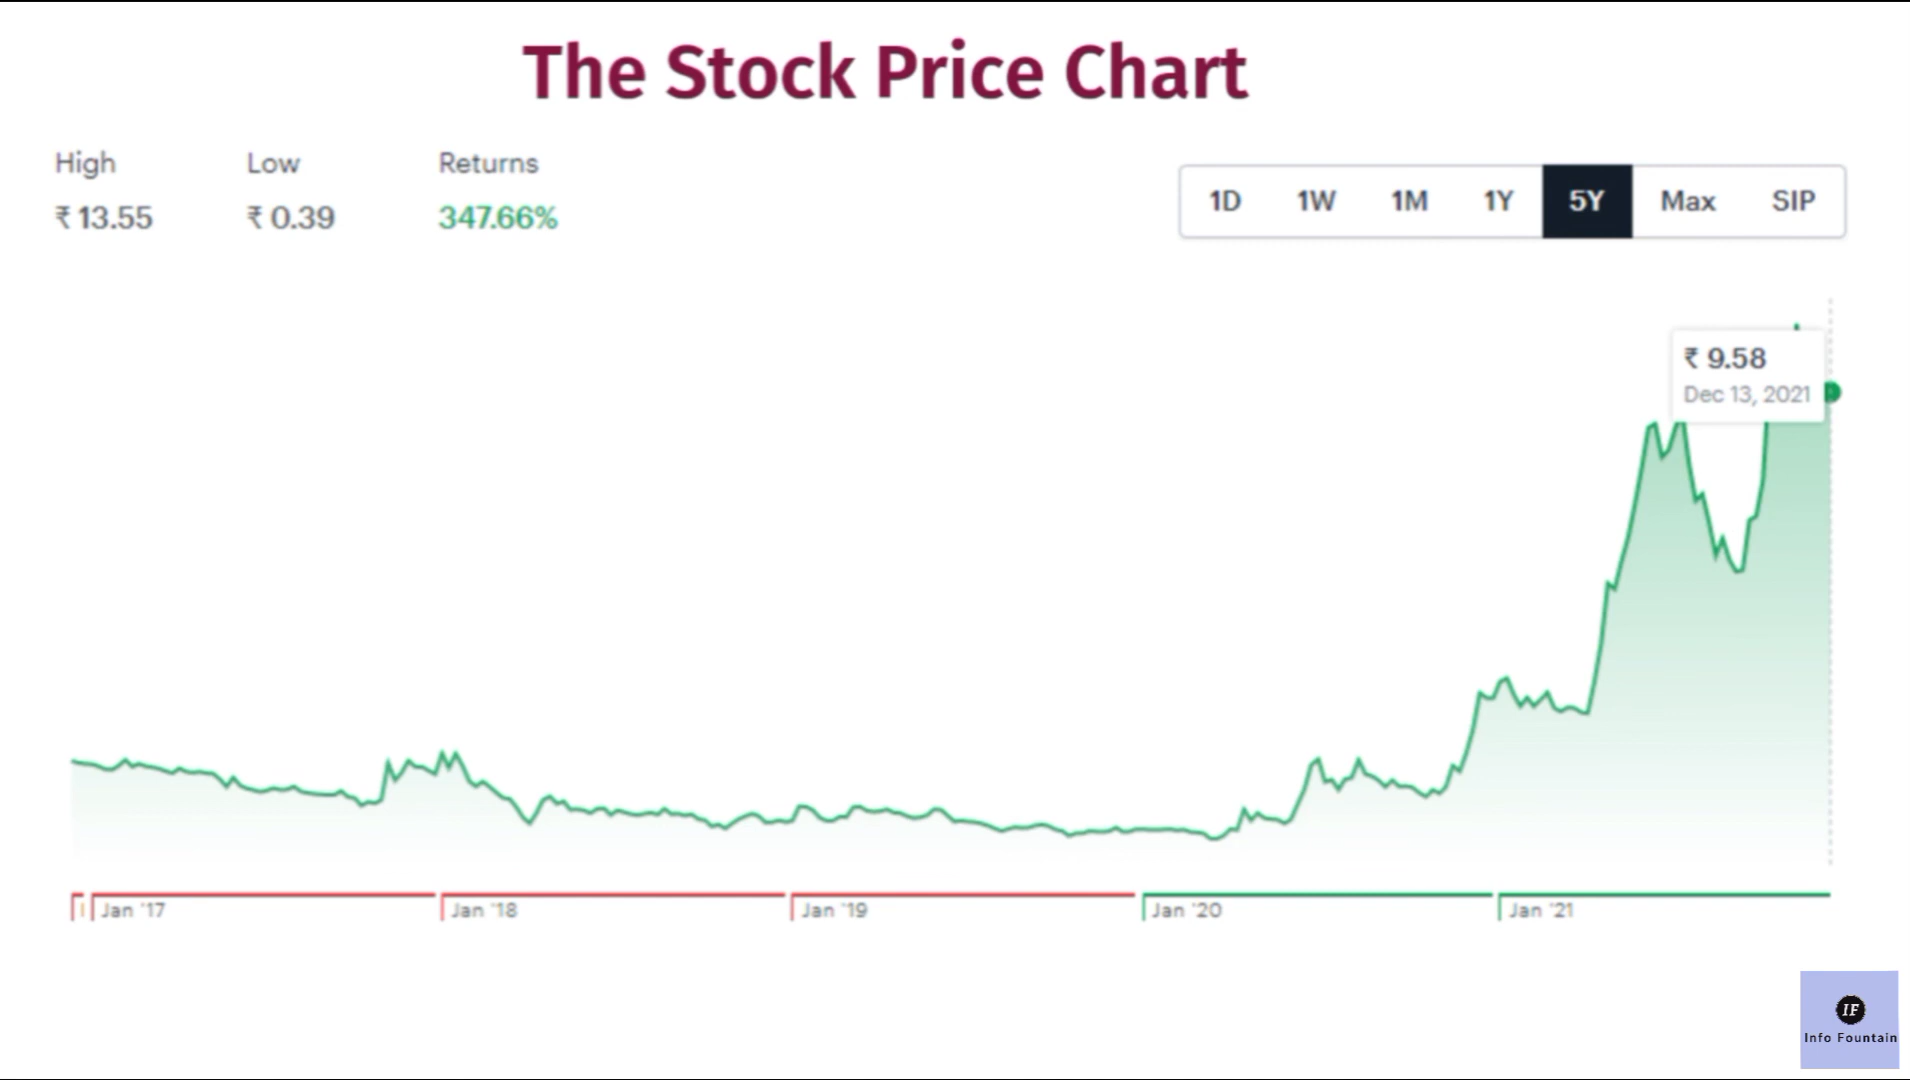 The Stock Price Chart
High Low Returns
₹ 13.55 ₹ 0.39 347.66%
1D 1W 1M 1Y 5Y Max SIP
₹ 9.58
Dec 13, 2021
Jan '17 Jan '18 Jan '19 Jan '20 Jan '21
IF
Info Fountain